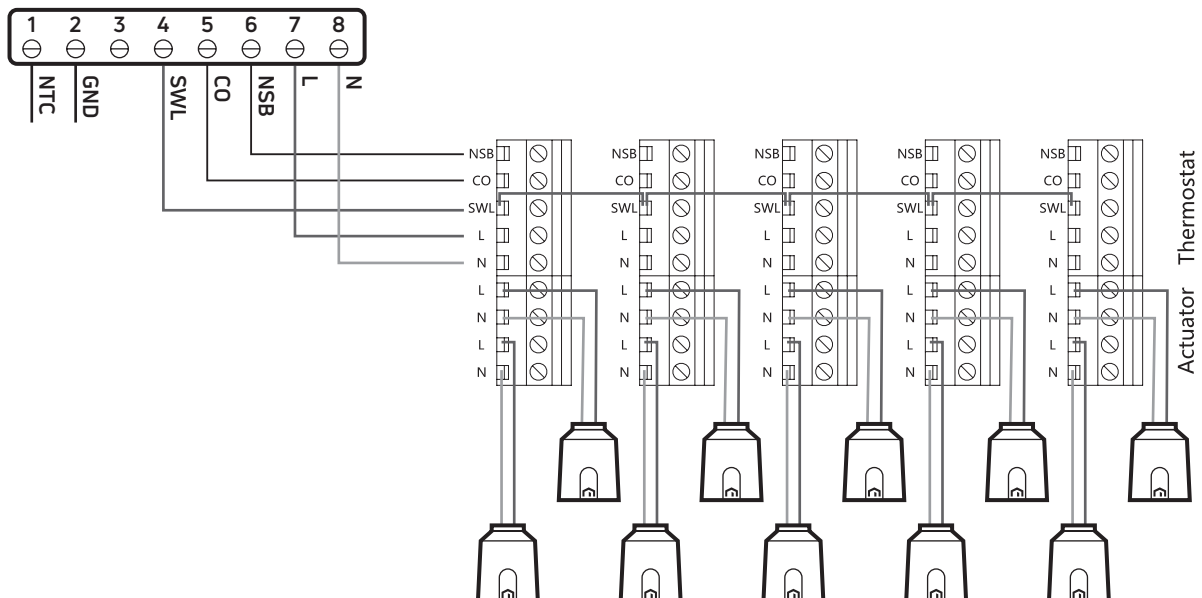 1 2 3 4 5 6 7 8
NTC GND SWL CO NSB L N
NSB NSB NSB NSB NSB
CO CO CO CO CO
SWL SWL SWL SWL SWL
L L L L L
N N N N N
L L L L L
N N N N N
L L L L L
N N N N N
Thermostat
Actuator